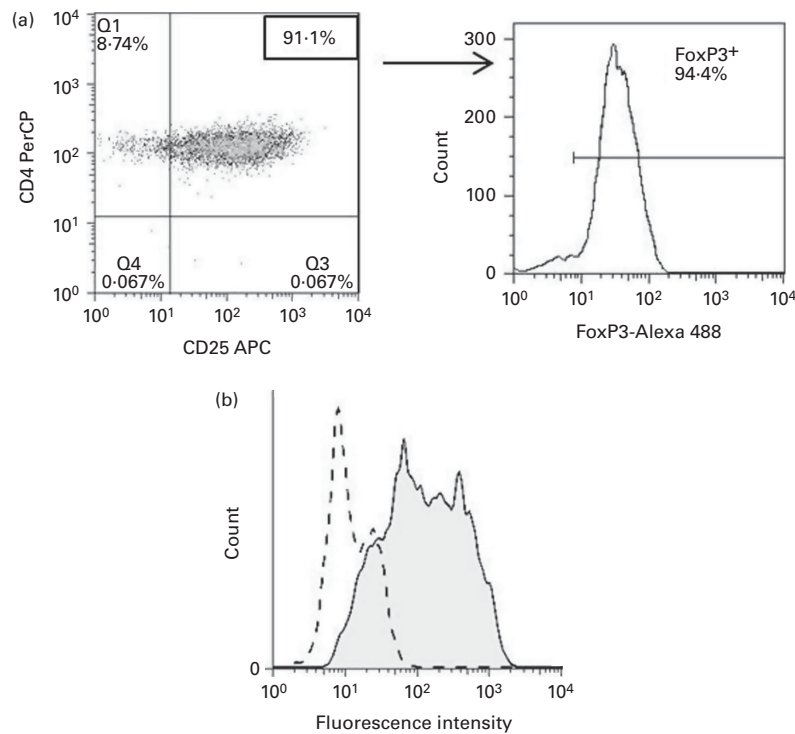 (a)
10⁴
10³
10²
10¹
10⁰
CD4 PerCP
Q1
8·74%
91·1%
Q4
0·067%
Q3
0·067%
10⁰ 10¹ 10² 10³ 10⁴
CD25 APC
300
200
100
0
Count
FoxP3⁺
94·4%
10⁰ 10¹ 10² 10³ 10⁴
FoxP3-Alexa 488
(b)
Count
0
10⁰ 10¹ 10² 10³ 10⁴
Fluorescence intensity